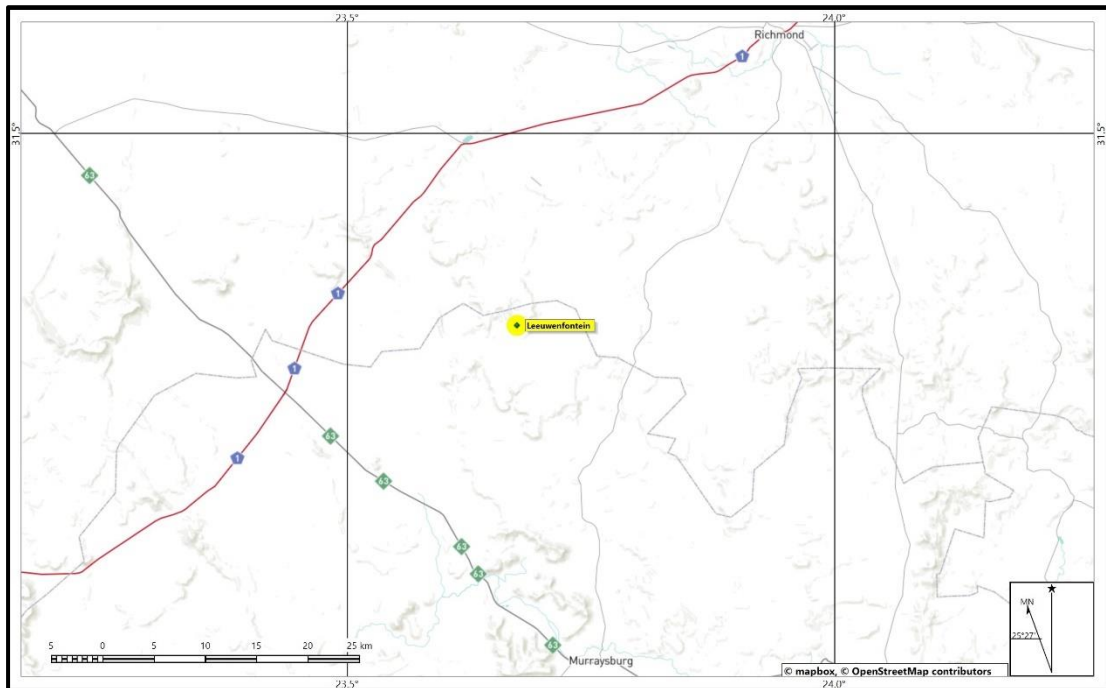 23.5°
24.0°
Richmond
1
31.5°
31.5°
63
1
Leeuwenfontein
1
63
1
63
63
63
63
Murraysburg
MN
25°27'
5 0 5 10 15 20 25 km
© mapbox, © OpenStreetMap contributors
23.5°
24.0°